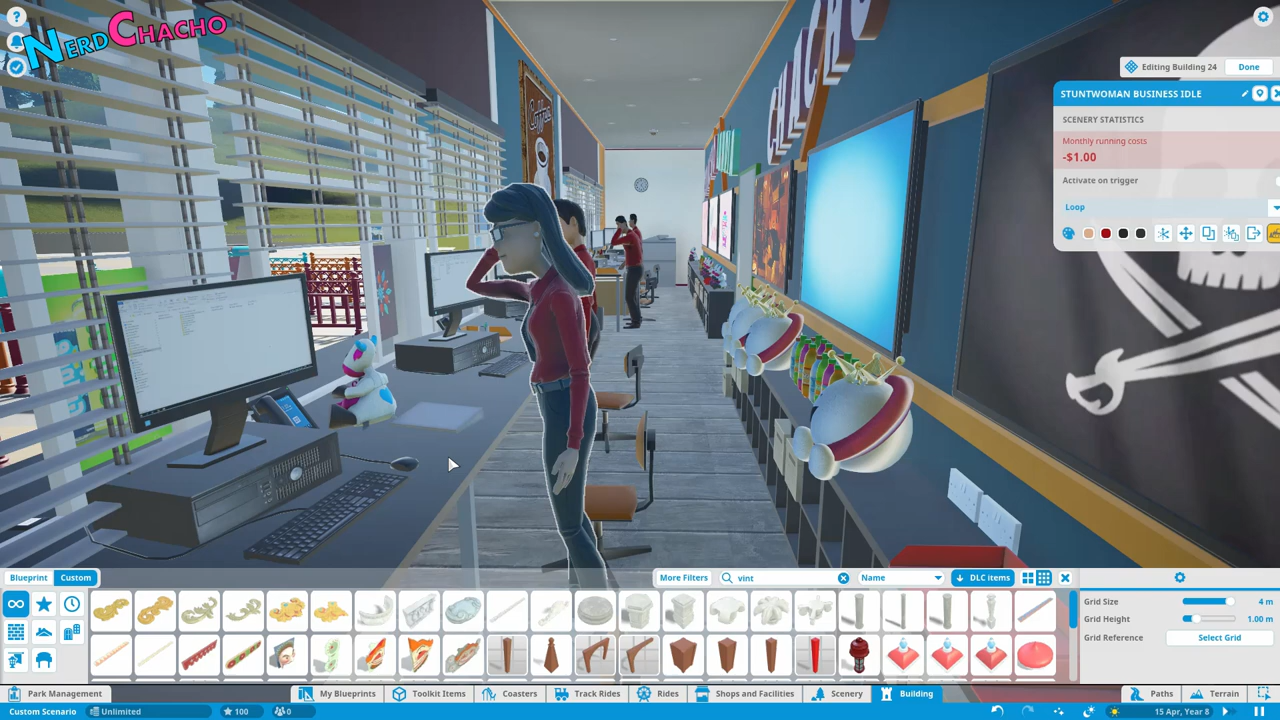 NERDCHACHO
CHACHO
Coffee
Editing Building 24
Done
STUNTWOMAN BUSINESS IDLE
SCENERY STATISTICS
Monthly running costs
-$1.00
Activate on trigger
Loop
Blueprint
Custom
More Filters
vint
Name
DLC items
Grid Size
4 m
Grid Height
1.00 m
Grid Reference
Select Grid
Park Management
My Blueprints
Toolkit Items
Coasters
Track Rides
Rides
Shops and Facilities
Scenery
Building
Paths
Terrain
Custom Scenario
Unlimited
100
0
15 Apr, Year 8